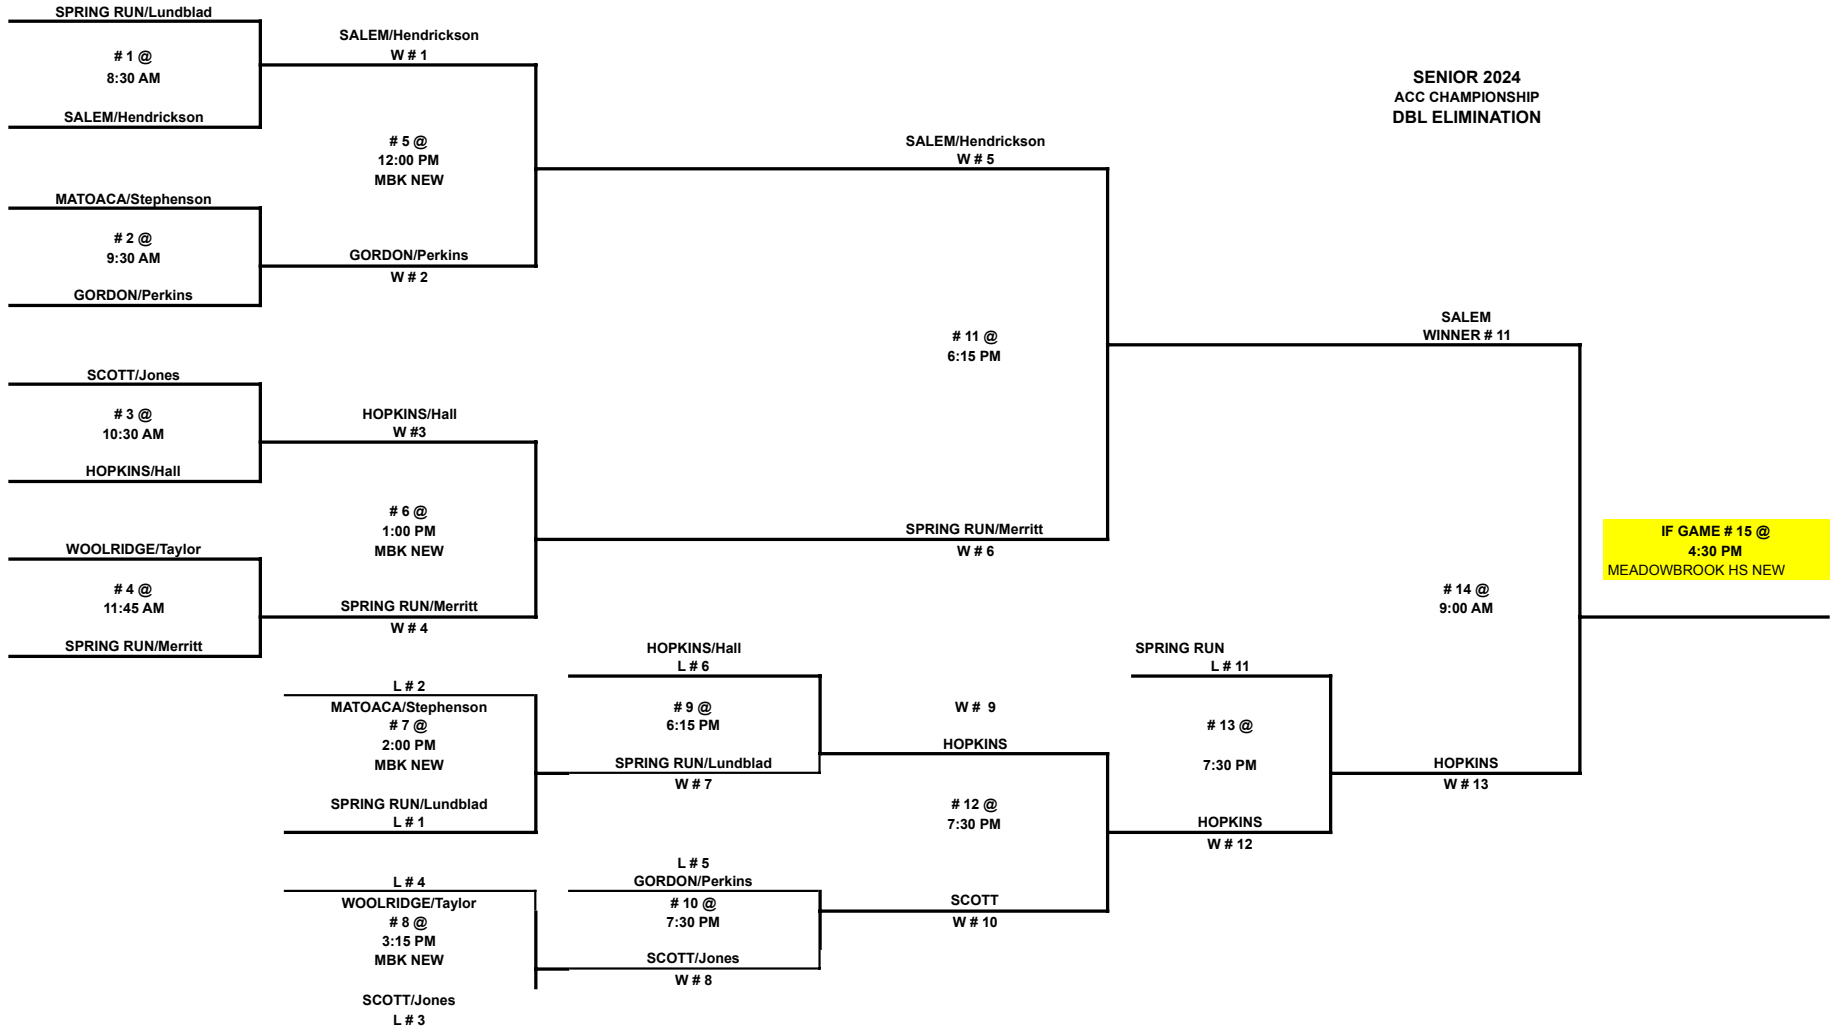 SPRING RUN/Lundblad
# 1 @
8:30 AM
SALEM/Hendrickson
MATOACA/Stephenson
# 2 @
9:30 AM
GORDON/Perkins
SCOTT/Jones
# 3 @
10:30 AM
HOPKINS/Hall
WOOLRIDGE/Taylor
# 4 @
11:45 AM
SPRING RUN/Merritt
SALEM/Hendrickson
W # 1
# 5 @
12:00 PM
MBK NEW
GORDON/Perkins
W # 2
HOPKINS/Hall
W #3
# 6 @
1:00 PM
MBK NEW
SPRING RUN/Merritt
W # 4
L # 2
MATOACA/Stephenson
# 7 @
2:00 PM
MBK NEW
SPRING RUN/Lundblad
L # 1
L # 4
WOOLRIDGE/Taylor
# 8 @
3:15 PM
MBK NEW
SCOTT/Jones
L # 3
HOPKINS/Hall
L # 6
# 9 @
6:15 PM
SPRING RUN/Lundblad
W # 7
L # 5
GORDON/Perkins
# 10 @
7:30 PM
SCOTT/Jones
W # 8
SALEM/Hendrickson
W # 5
# 11 @
6:15 PM
SPRING RUN/Merritt
W # 6
W #  9
HOPKINS
# 12 @
7:30 PM
SCOTT
W # 10
SPRING RUN
L # 11
# 13 @
7:30 PM
HOPKINS
W # 12
SENIOR 2024
ACC CHAMPIONSHIP
DBL ELIMINATION
SALEM
WINNER # 11
# 14 @
9:00 AM
HOPKINS
W # 13
IF GAME # 15 @
4:30 PM
MEADOWBROOK HS NEW